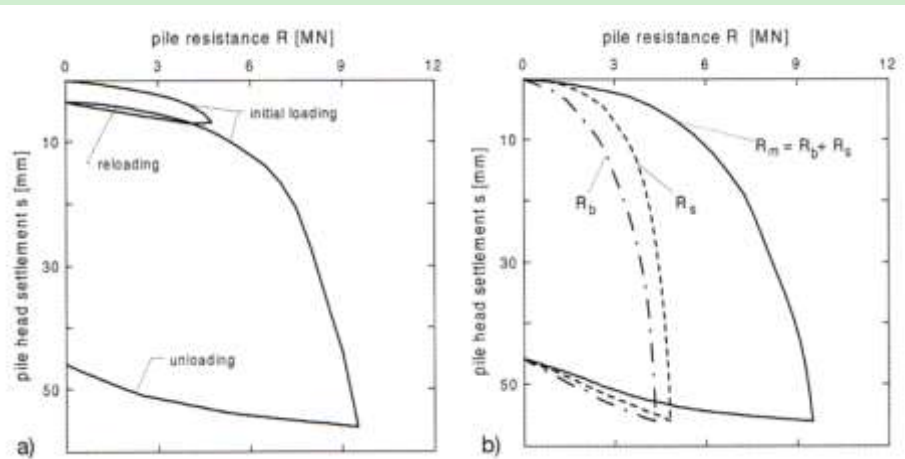 pile resistance R [MN]
0 3 6 9 12
pile head settlement s [mm]
10
30
50
initial loading
reloading
unloading
a)
pile resistance R [MN]
0 3 6 9 12
pile head settlement s [mm]
10
30
50
R_m = R_b + R_s
R_b
R_s
b)